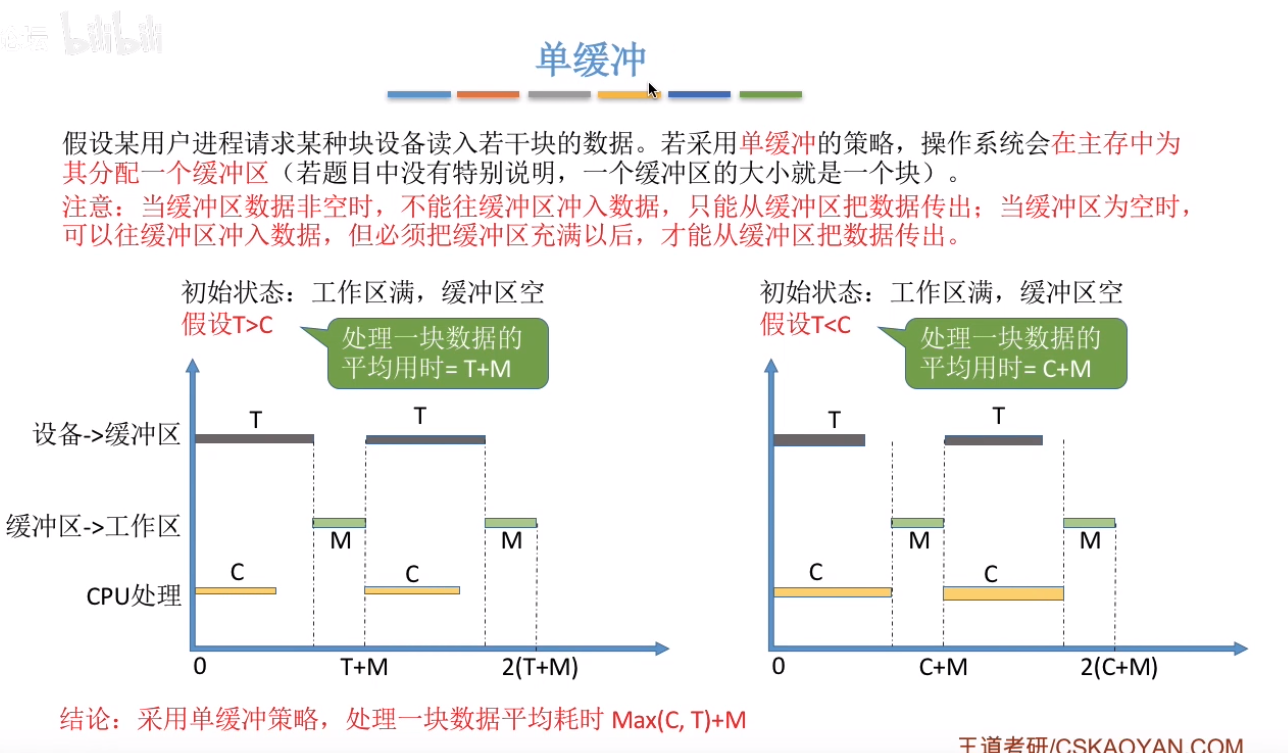 bilibili
单缓冲
假设某用户进程请求某种块设备读入若干块的数据。若采用单缓冲的策略，操作系统会在主存中为
其分配一个缓冲区（若题目中没有特别说明，一个缓冲区的大小就是一个块）。
注意：当缓冲区数据非空时，不能往缓冲区冲入数据，只能从缓冲区把数据传出；当缓冲区为空时，
可以往缓冲区冲入数据，但必须把缓冲区充满以后，才能从缓冲区把数据传出。
初始状态：工作区满，缓冲区空
假设T>C
处理一块数据的
平均用时= T+M
设备->缓冲区
T
T
缓冲区->工作区
M
M
CPU处理
C
C
0
T+M
2(T+M)
初始状态：工作区满，缓冲区空
假设T<C
处理一块数据的
平均用时= C+M
T
T
M
M
C
C
0
C+M
2(C+M)
结论：采用单缓冲策略，处理一块数据平均耗时 Max(C, T)+M
王道考研/CSKAOYAN.COM